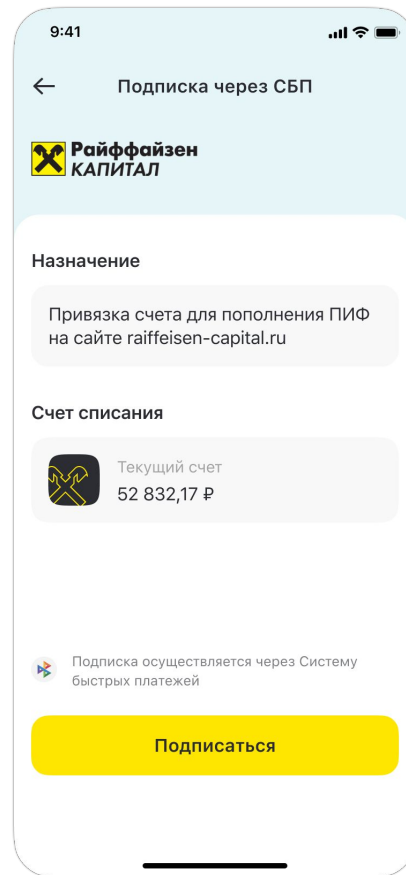 9:41
Подписка через СБП
Райффайзен
КАПИТАЛ
Назначение
Привязка счета для пополнения ПИФ
на сайте raiffeisen-capital.ru
Счет списания
Текущий счет
52 832,17 ₽
Подписка осуществляется через Систему
быстрых платежей
Подписаться